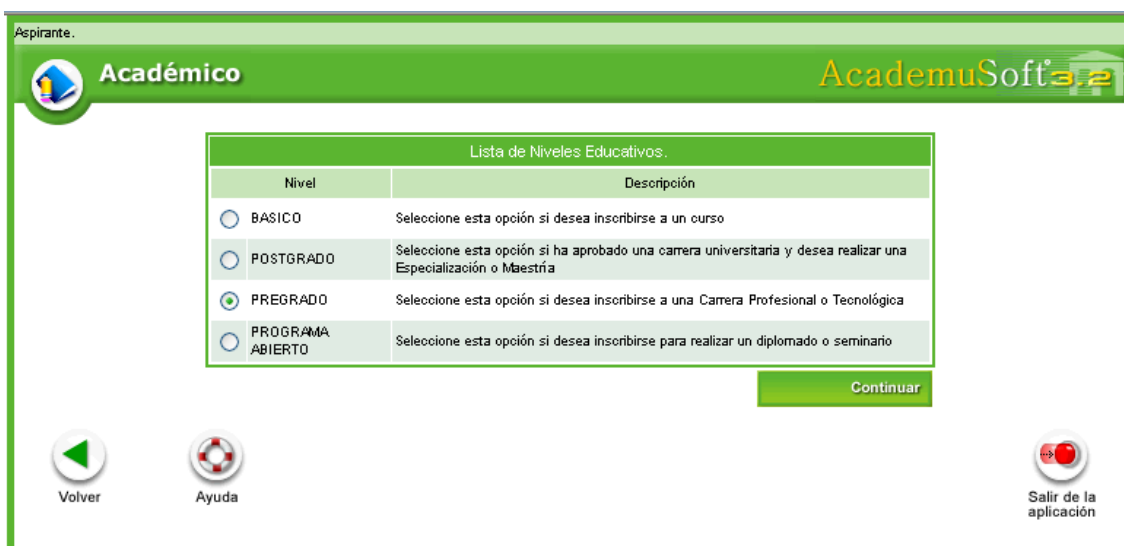 Aspirante.
Académico
AcademuSoft 3.2
Lista de Niveles Educativos.
Nivel Descripción
BASICO Seleccione esta opción si desea inscribirse a un curso
POSTGRADO Seleccione esta opción si ha aprobado una carrera universitaria y desea realizar una
Especialización o Maestría
PREGRADO Seleccione esta opción si desea inscribirse a una Carrera Profesional o Tecnológica
PROGRAMA
ABIERTO Seleccione esta opción si desea inscribirse para realizar un diplomado o seminario
Continuar
Volver
Ayuda
Salir de la
aplicación